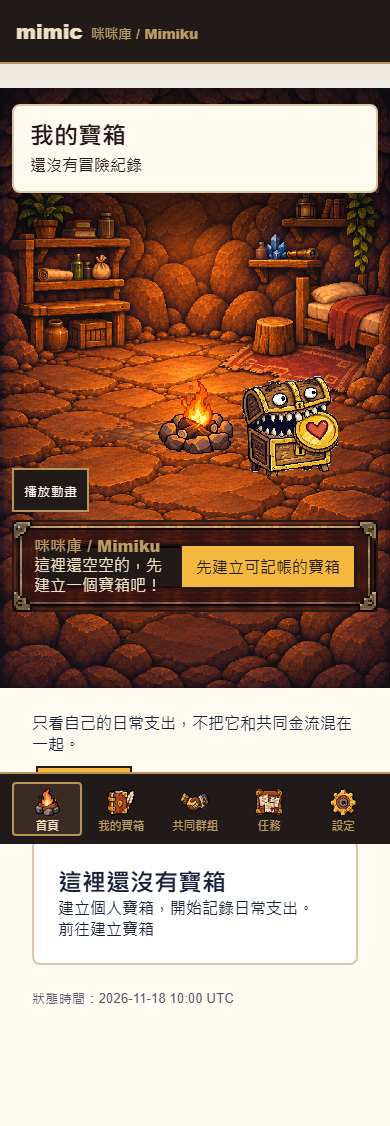 mimic 咪咪庫 / Mimiku
我的寶箱
還沒有冒險紀錄
播放動畫
咪咪庫 / Mimiku
這裡還空空的，先
建立一個寶箱吧！
先建立可記帳的寶箱
只看自己的日常支出，不把它和共同金流混在
一起。
首頁
我的寶箱
共同群組
任務
設定
這裡還沒有寶箱
建立個人寶箱，開始記錄日常支出。
前往建立寶箱
狀態時間：2026-11-18 10:00 UTC